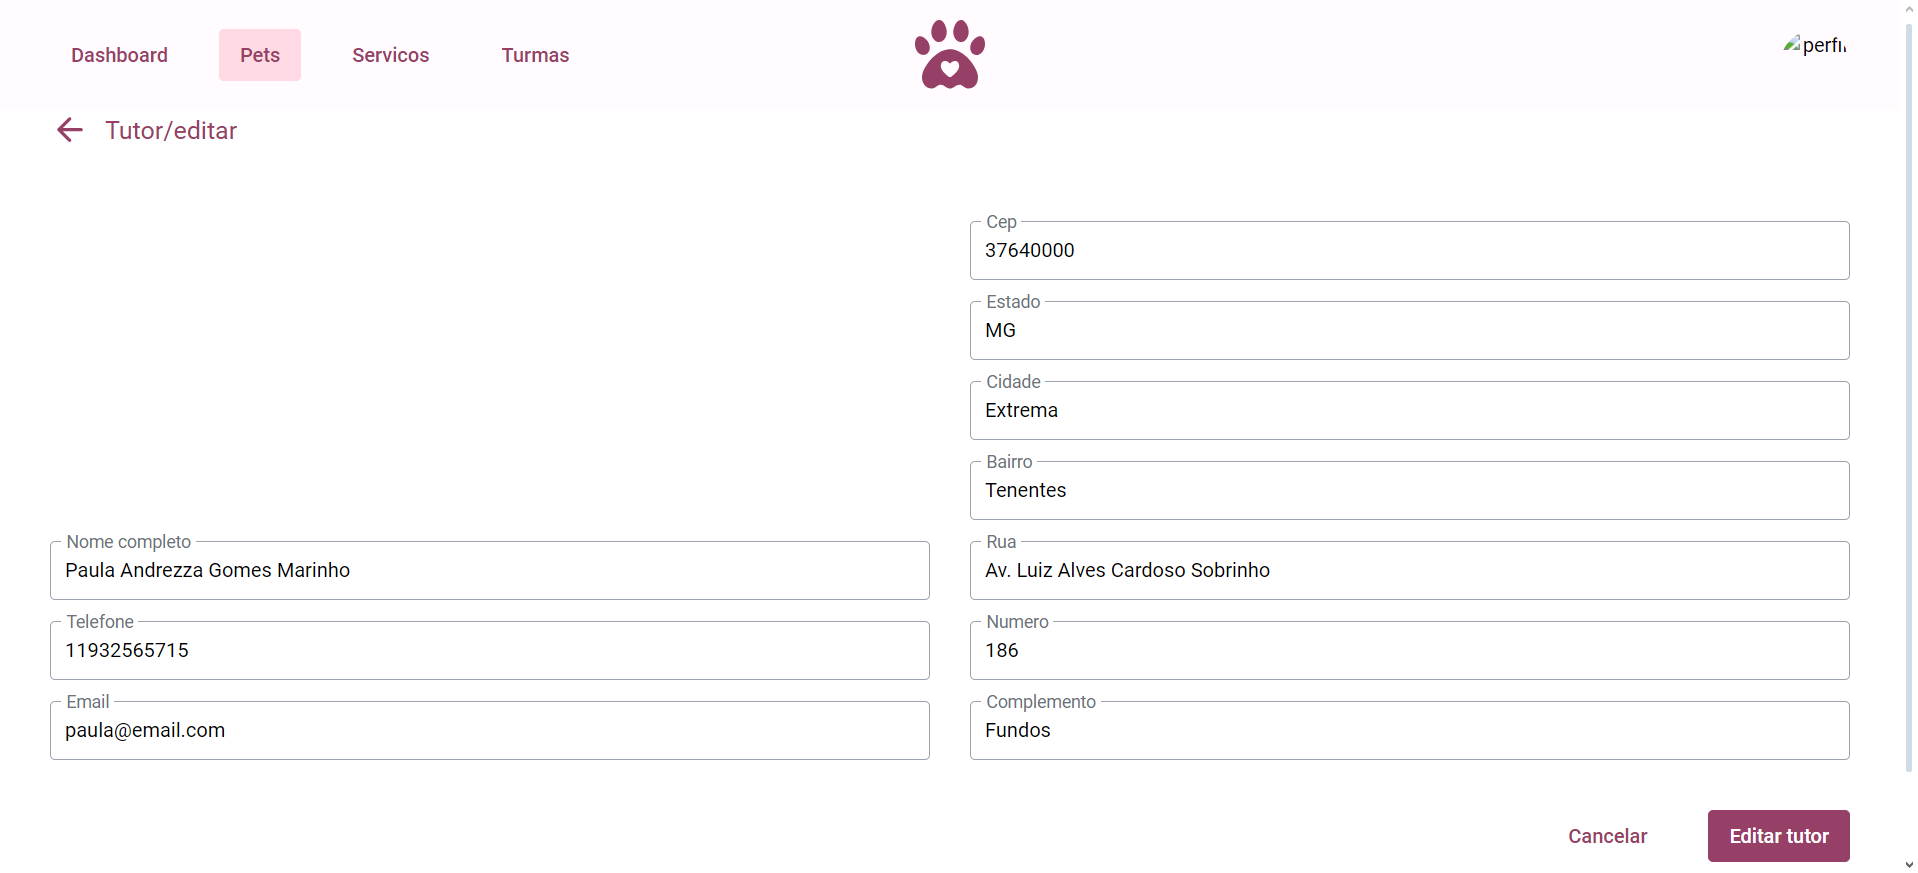 Dashboard
Pets
Servicos
Turmas
perfil
Tutor/editar
Nome completo
Paula Andrezza Gomes Marinho
Telefone
11932565715
Email
paula@email.com
Cep
37640000
Estado
MG
Cidade
Extrema
Bairro
Tenentes
Rua
Av. Luiz Alves Cardoso Sobrinho
Numero
186
Complemento
Fundos
Cancelar
Editar tutor